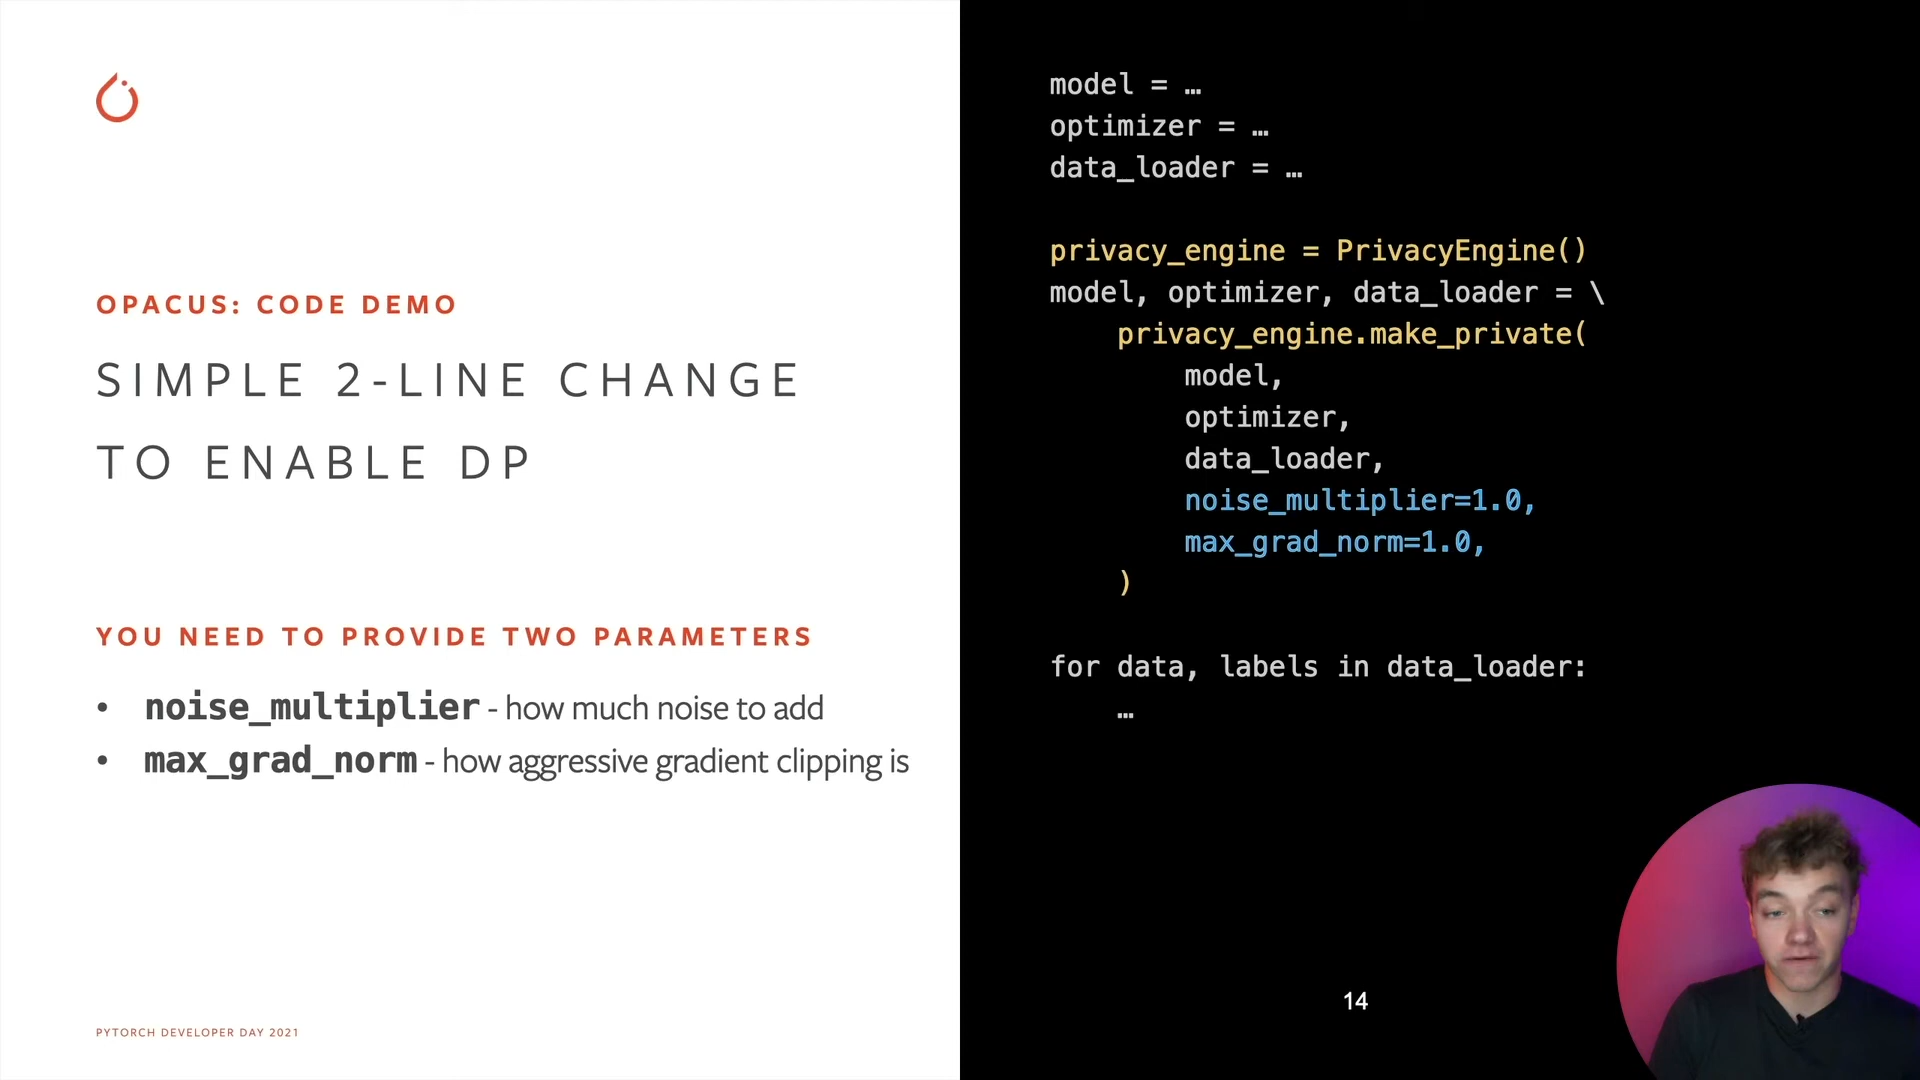 OPACUS: CODE DEMO
SIMPLE 2-LINE CHANGE
TO ENABLE DP
YOU NEED TO PROVIDE TWO PARAMETERS
• noise_multiplier - how much noise to add
• max_grad_norm - how aggressive gradient clipping is
PYTORCH DEVELOPER DAY 2021
model = …
optimizer = …
data_loader = …
privacy_engine = PrivacyEngine()
model, optimizer, data_loader = \
privacy_engine.make_private(
model,
optimizer,
data_loader,
noise_multiplier=1.0,
max_grad_norm=1.0,
)
for data, labels in data_loader:
…
14